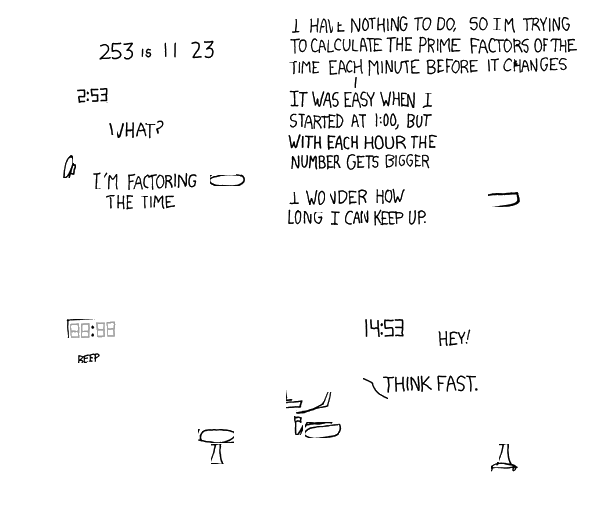 253 IS 11 23
2:53
WHAT?
I'M FACTORING
THE TIME
I HAVE NOTHING TO DO, SO I'M TRYING
TO CALCULATE THE PRIME FACTORS OF THE
TIME EACH MINUTE BEFORE IT CHANGES
IT WAS EASY WHEN I
STARTED AT 1:00, BUT
WITH EACH HOUR THE
NUMBER GETS BIGGER
I WONDER HOW
LONG I CAN KEEP UP.
BEEP
14:53
HEY!
THINK FAST.